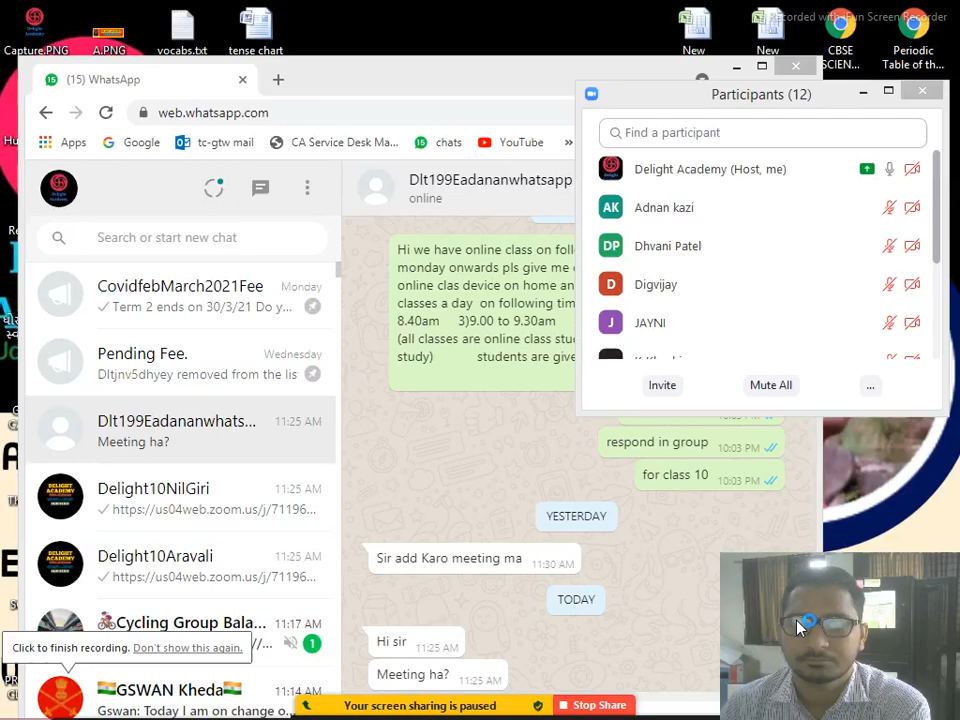 Capture.PNG
A.PNG
vocabs.txt
tense chart
Recorded with iFun Screen Recorder
New
New
CBSE
SCIEN...
Periodic
Table of th...
(15) WhatsApp
web.whatsapp.com
Apps
Google
tc-gtw mail
CA Service Desk Ma...
chats
YouTube
»
Participants (12)
Find a participant
Delight Academy (Host, me)
AK Adnan kazi
DP Dhvani Patel
D Digvijay
J JAYNI
Invite
Mute All
...
Search or start new chat
CovidfebMarch2021Fee Monday
Term 2 ends on 30/3/21 Do y...
Pending Fee. Wednesday
Dltjnv5dhyey removed from the lis
Dlt199Eadananwhats... 11:25 AM
Meeting ha?
Delight10NilGiri 11:25 AM
https://us04web.zoom.us/j/71196...
Delight10Aravali 11:25 AM
https://us04web.zoom.us/j/71196...
Cycling Group Bala... 11:17 AM
1
GSWAN Kheda 11:14 AM
Gswan: Today I am on change o
Click to finish recording. Don't show this again.
Dlt199Eadananwhatsapp
online
Hi we have online class on foll
monday onwards pls give me
online clas device on home an
classes a day on following tim
8.40am 3)9.00 to 9.30am
(all classes are online class stu
study) students are give
10:03 PM
respond in group 10:03 PM
for class 10 10:03 PM
YESTERDAY
Sir add Karo meeting ma 11:30 AM
TODAY
Hi sir 11:25 AM
Meeting ha? 11:25 AM
Your screen sharing is paused
Stop Share